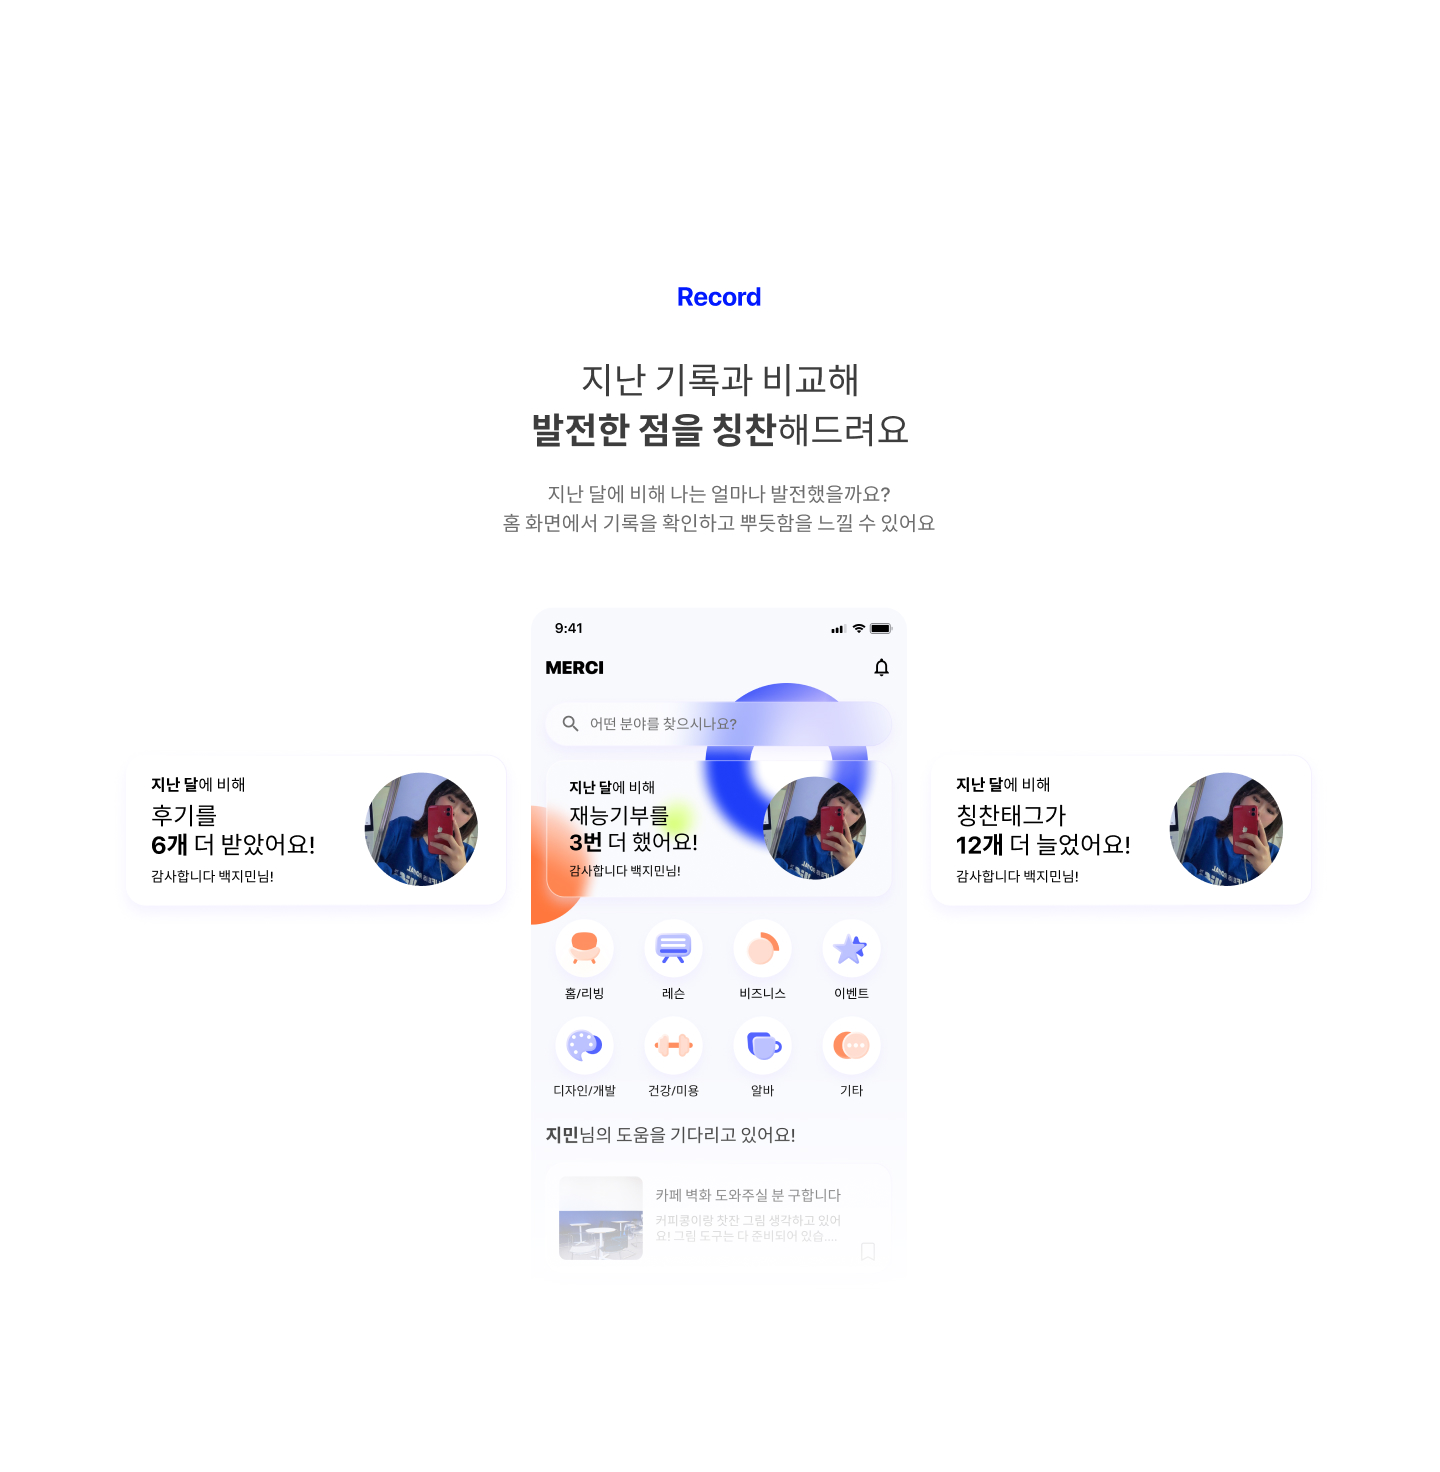 Record
지난 기록과 비교해
발전한 점을 칭찬해드려요
지난 달에 비해 나는 얼마나 발전했을까요?
홈 화면에서 기록을 확인하고 뿌듯함을 느낄 수 있어요
지난 달에 비해
후기를
6개 더 받았어요!
감사합니다 백지민님!
9:41
MERCI
어떤 분야를 찾으시나요?
지난 달에 비해
재능기부를
3번 더 했어요!
감사합니다 백지민님!
홈/리빙
레슨
비즈니스
이벤트
디자인/개발
건강/미용
알바
기타
지민님의 도움을 기다리고 있어요!
카페 벽화 도와주실 분 구합니다
커피콩이랑 찻잔 그림 생각하고 있어
요! 그림 도구는 다 준비되어 있습....
지난 달에 비해
칭찬태그가
12개 더 늘었어요!
감사합니다 백지민님!